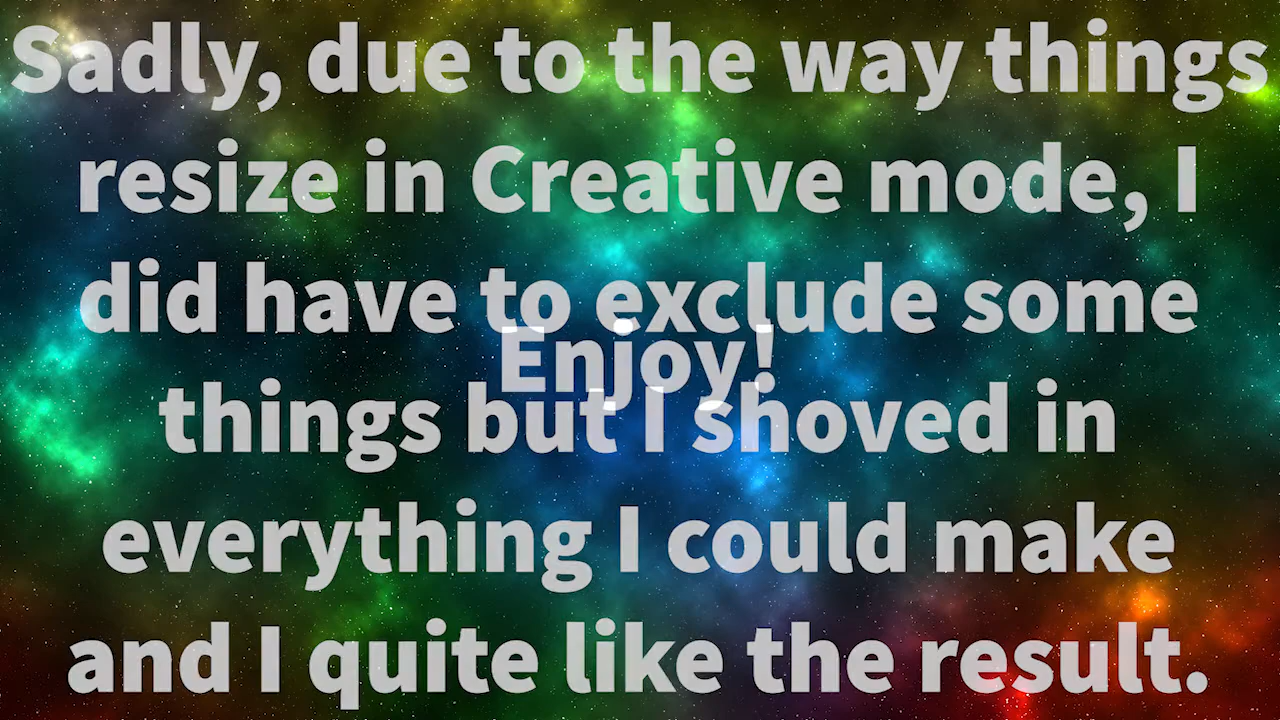 Sadly, due to the way things
resize in Creative mode, I
did have to exclude some
Enjoy!
things but I shoved in
everything I could make
and I quite like the result.